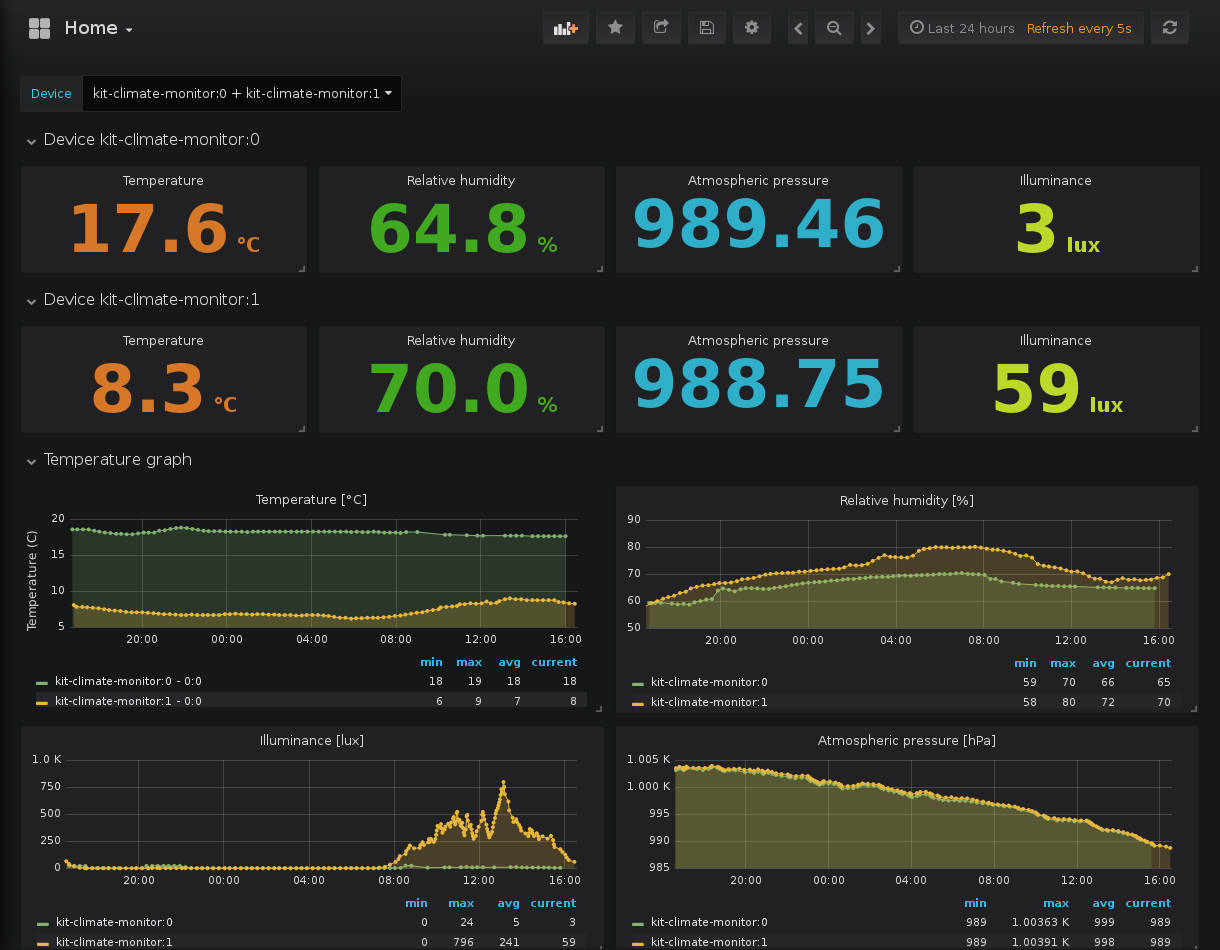 Home
Last 24 hours Refresh every 5s
Device kit-climate-monitor:0 + kit-climate-monitor:1
Device kit-climate-monitor:0
Temperature Relative humidity Atmospheric pressure Illuminance
17.6 °C 64.8 % 989.46 3 lux
Device kit-climate-monitor:1
Temperature Relative humidity Atmospheric pressure Illuminance
8.3 °C 70.0 % 988.75 59 lux
Temperature graph
Temperature [°C]
Temperature (C)
20
15
10
5
20:00 00:00 04:00 08:00 12:00 16:00
min max avg current
kit-climate-monitor:0 - 0:0 18 19 18 18
kit-climate-monitor:1 - 0:0 6 9 7 8
Relative humidity [%]
90
80
70
60
50
20:00 00:00 04:00 08:00 12:00 16:00
min max avg current
kit-climate-monitor:0 59 70 66 65
kit-climate-monitor:1 58 80 72 70
Illuminance [lux]
1.0 K
750
500
250
0
20:00 00:00 04:00 08:00 12:00 16:00
min max avg current
kit-climate-monitor:0 0 24 5 3
kit-climate-monitor:1 0 796 241 59
Atmospheric pressure [hPa]
1.005 K
1.000 K
995
990
985
20:00 00:00 04:00 08:00 12:00 16:00
min max avg current
kit-climate-monitor:0 989 1.00363 K 999 989
kit-climate-monitor:1 989 1.00391 K 998 989